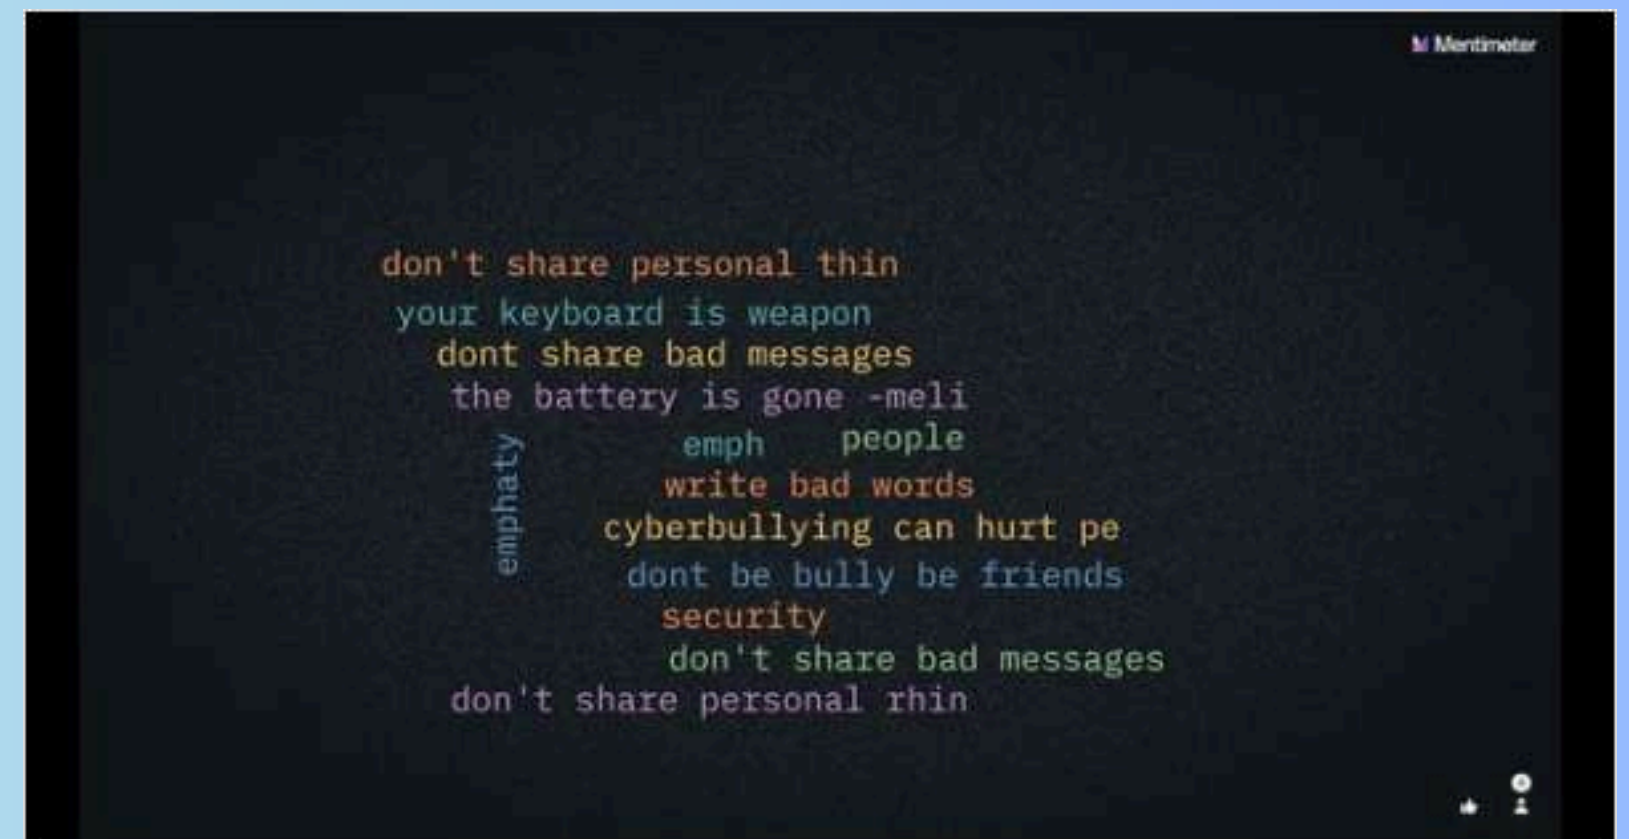 Mentimeter
don't share personal thin
your keyboard is weapon
dont share bad messages
the battery is gone -meli
emphaty
emph
people
write bad words
cyberbullying can hurt pe
dont be bully be friends
security
don't share bad messages
don't share personal rhin